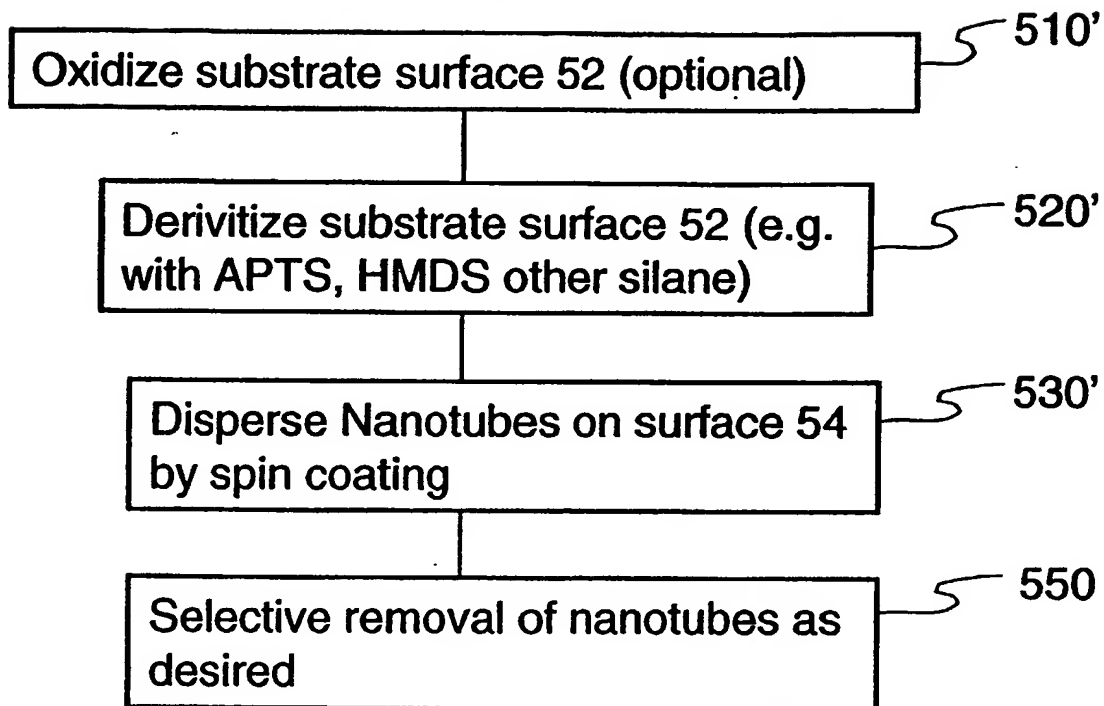 510'
Oxidize substrate surface 52 (optional)
520'
Derivitize substrate surface 52 (e.g.
with APTS, HMDS other silane)
530'
Disperse Nanotubes on surface 54
by spin coating
550
Selective removal of nanotubes as
desired